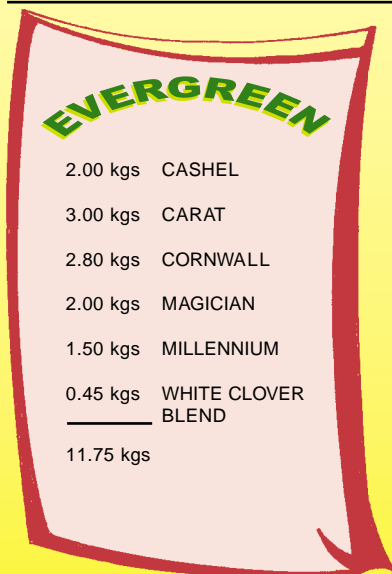 EVERGREEN
2.00 kgs CASHEL
3.00 kgs CARAT
2.80 kgs CORNWALL
2.00 kgs MAGICIAN
1.50 kgs MILLENNIUM
0.45 kgs WHITE CLOVER
BLEND
11.75 kgs